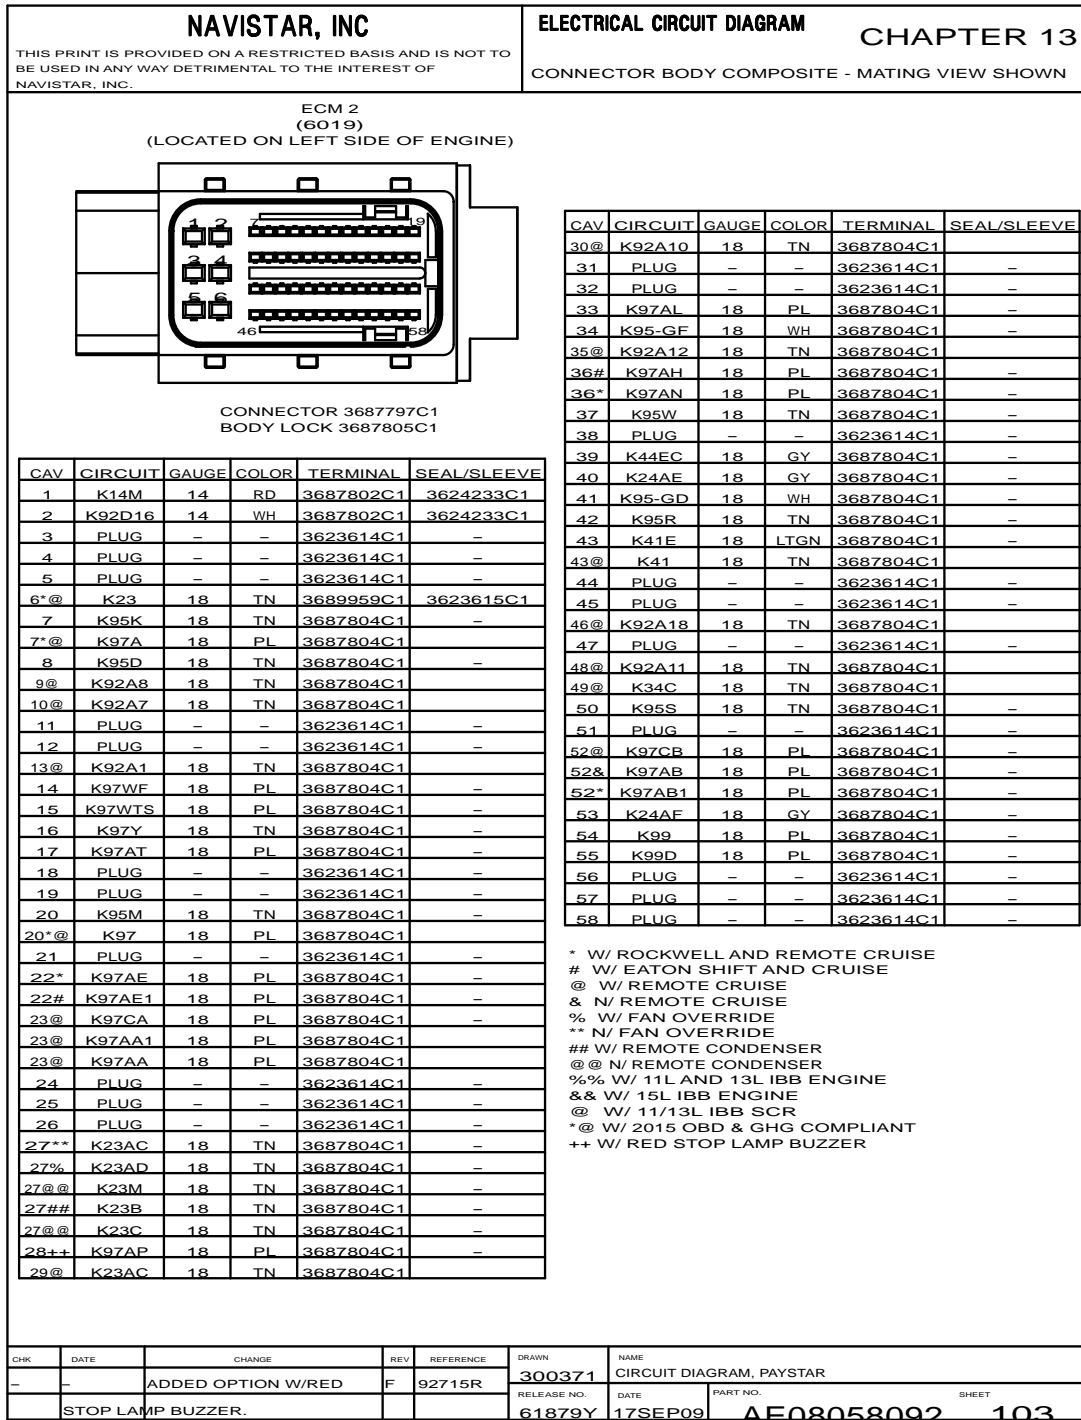 NAVISTAR, INC
THIS PRINT IS PROVIDED ON A RESTRICTED BASIS AND IS NOT TO
BE USED IN ANY WAY DETRIMENTAL TO THE INTEREST OF
NAVISTAR, INC.
ELECTRICAL CIRCUIT DIAGRAM
CHAPTER 13
CONNECTOR BODY COMPOSITE - MATING VIEW SHOWN
ECM 2
(6019)
(LOCATED ON LEFT SIDE OF ENGINE)
1 2 7 19
3 4
5 6
46 58
CONNECTOR 3687797C1
BODY LOCK 3687805C1
CAV CIRCUIT GAUGE COLOR TERMINAL SEAL/SLEEVE
1 K14M 14 RD 3687802C1 3624233C1
2 K92D16 14 WH 3687802C1 3624233C1
3 PLUG – – 3623614C1 –
4 PLUG – – 3623614C1 –
5 PLUG – – 3623614C1 –
6*@ K23 18 TN 3689959C1 3623615C1
7 K95K 18 TN 3687804C1 –
7*@ K97A 18 PL 3687804C1
8 K95D 18 TN 3687804C1 –
9@ K92A8 18 TN 3687804C1
10@ K92A7 18 TN 3687804C1
11 PLUG – – 3623614C1 –
12 PLUG – – 3623614C1 –
13@ K92A1 18 TN 3687804C1
14 K97WF 18 PL 3687804C1 –
15 K97WTS 18 PL 3687804C1 –
16 K97Y 18 TN 3687804C1 –
17 K97AT 18 PL 3687804C1 –
18 PLUG – – 3623614C1 –
19 PLUG – – 3623614C1 –
20 K95M 18 TN 3687804C1 –
20*@ K97 18 PL 3687804C1
21 PLUG – – 3623614C1 –
22* K97AE 18 PL 3687804C1 –
22# K97AE1 18 PL 3687804C1 –
23@ K97CA 18 PL 3687804C1 –
23@ K97AA1 18 PL 3687804C1
23@ K97AA 18 PL 3687804C1
24 PLUG – – 3623614C1 –
25 PLUG – – 3623614C1 –
26 PLUG – – 3623614C1 –
27** K23AC 18 TN 3687804C1 –
27% K23AD 18 TN 3687804C1 –
27@@ K23M 18 TN 3687804C1 –
27## K23B 18 TN 3687804C1 –
27@@ K23C 18 TN 3687804C1 –
28++ K97AP 18 PL 3687804C1 –
29@ K23AC 18 TN 3687804C1
CAV CIRCUIT GAUGE COLOR TERMINAL SEAL/SLEEVE
30@ K92A10 18 TN 3687804C1
31 PLUG – – 3623614C1 –
32 PLUG – – 3623614C1 –
33 K97AL 18 PL 3687804C1 –
34 K95-GF 18 WH 3687804C1 –
35@ K92A12 18 TN 3687804C1
36# K97AH 18 PL 3687804C1 –
36* K97AN 18 PL 3687804C1 –
37 K95W 18 TN 3687804C1 –
38 PLUG – – 3623614C1 –
39 K44EC 18 GY 3687804C1 –
40 K24AE 18 GY 3687804C1 –
41 K95-GD 18 WH 3687804C1 –
42 K95R 18 TN 3687804C1 –
43 K41E 18 LTGN 3687804C1 –
43@ K41 18 TN 3687804C1
44 PLUG – – 3623614C1 –
45 PLUG – – 3623614C1 –
46@ K92A18 18 TN 3687804C1
47 PLUG – – 3623614C1 –
48@ K92A11 18 TN 3687804C1
49@ K34C 18 TN 3687804C1
50 K95S 18 TN 3687804C1 –
51 PLUG – – 3623614C1 –
52@ K97CB 18 PL 3687804C1 –
52& K97AB 18 PL 3687804C1 –
52* K97AB1 18 PL 3687804C1 –
53 K24AF 18 GY 3687804C1 –
54 K99 18 PL 3687804C1 –
55 K99D 18 PL 3687804C1 –
56 PLUG – – 3623614C1 –
57 PLUG – – 3623614C1 –
58 PLUG – – 3623614C1 –
* W/ ROCKWELL AND REMOTE CRUISE
# W/ EATON SHIFT AND CRUISE
@ W/ REMOTE CRUISE
& N/ REMOTE CRUISE
% W/ FAN OVERRIDE
** N/ FAN OVERRIDE
## W/ REMOTE CONDENSER
@@ N/ REMOTE CONDENSER
%% W/ 11L AND 13L IBB ENGINE
&& W/ 15L IBB ENGINE
@ W/ 11/13L IBB SCR
*@ W/ 2015 OBD & GHG COMPLIANT
++ W/ RED STOP LAMP BUZZER
CHK DATE CHANGE REV REFERENCE
– – ADDED OPTION W/RED F 92715R
STOP LAMP BUZZER.
DRAWN 300371
NAME CIRCUIT DIAGRAM, PAYSTAR
RELEASE NO. 61879Y
DATE 17SEP09
PART NO. AE08058092
SHEET 103